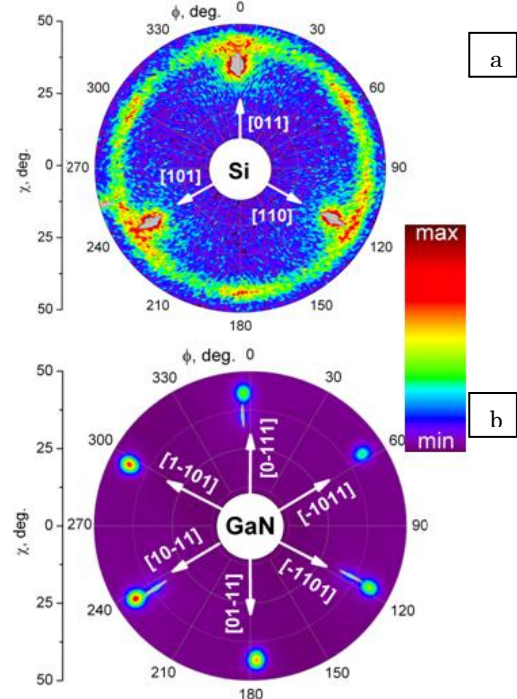 ϕ, deg. 0
330 30
300 60
270 90
240 120
210 150
180
50
25
0
25
50
χ, deg.
[011]
Si
[101] [110]
a
max
min
b
ϕ, deg. 0
330 30
300 60
270 90
240 120
210 150
180
50
25
0
25
50
χ, deg.
[0-111]
[1-101] [-1011]
GaN
[10-11] [-1101]
[01-11]